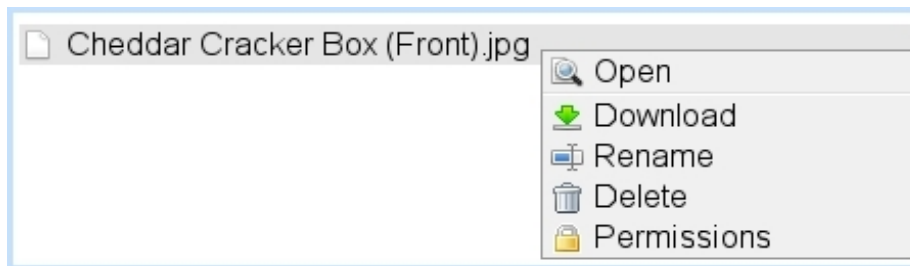 Cheddar Cracker Box (Front).jpg
Open
Download
Rename
Delete
Permissions